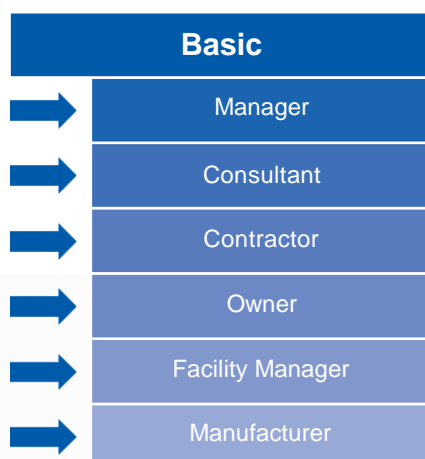 Basic
Manager
Consultant
Contractor
Owner
Facility Manager
Manufacturer